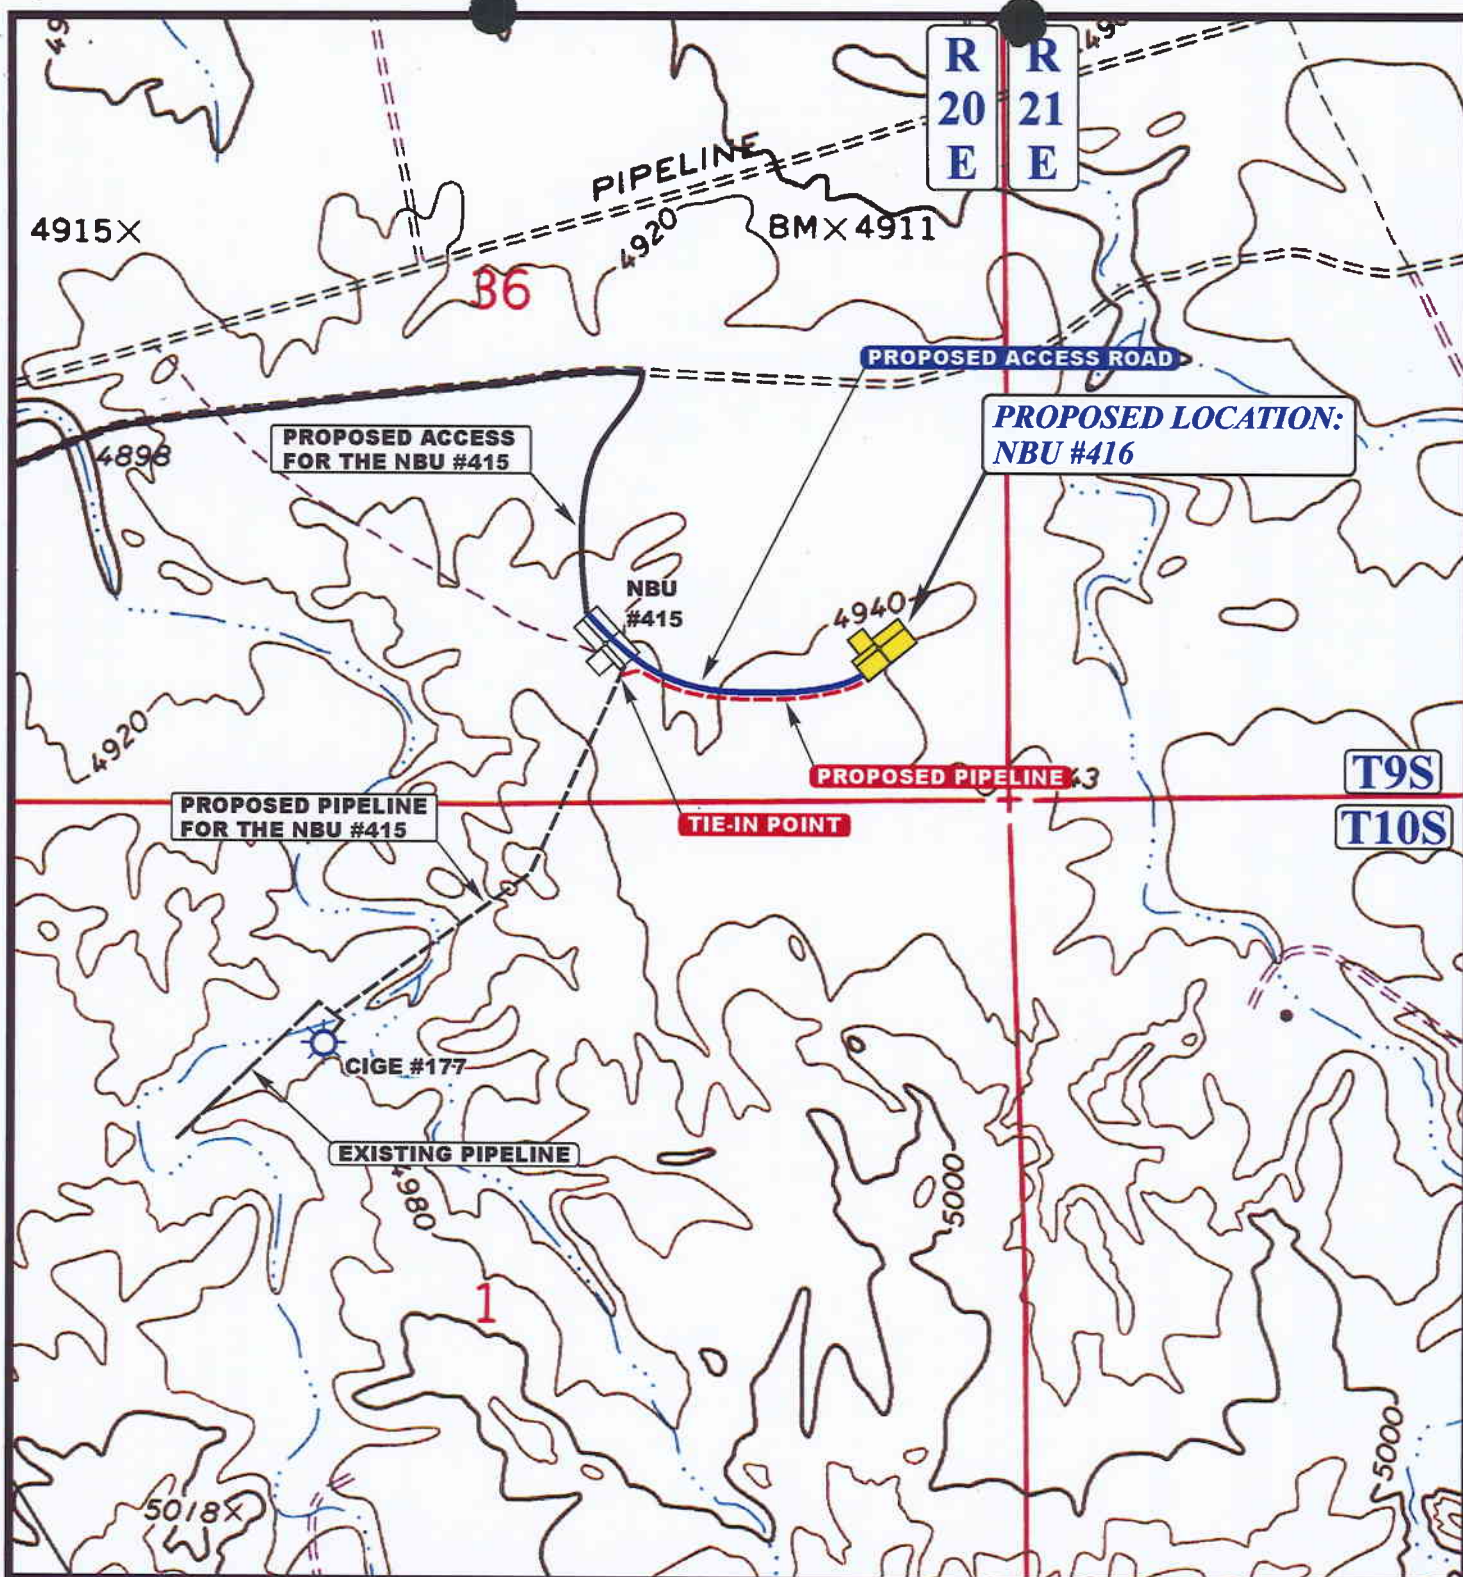 R
20
E
R
21
E
PIPELINE
4915×
4920
BM×4911
36
PROPOSED ACCESS ROAD
PROPOSED LOCATION:
NBU #416
PROPOSED ACCESS
FOR THE NBU #415
4898
NBU
#415
4940
4920
PROPOSED PIPELINE
T9S
PROPOSED PIPELINE
FOR THE NBU #415
TIE-IN POINT
T10S
CIGE #177
EXISTING PIPELINE
4980
5000
1
5000
5018×